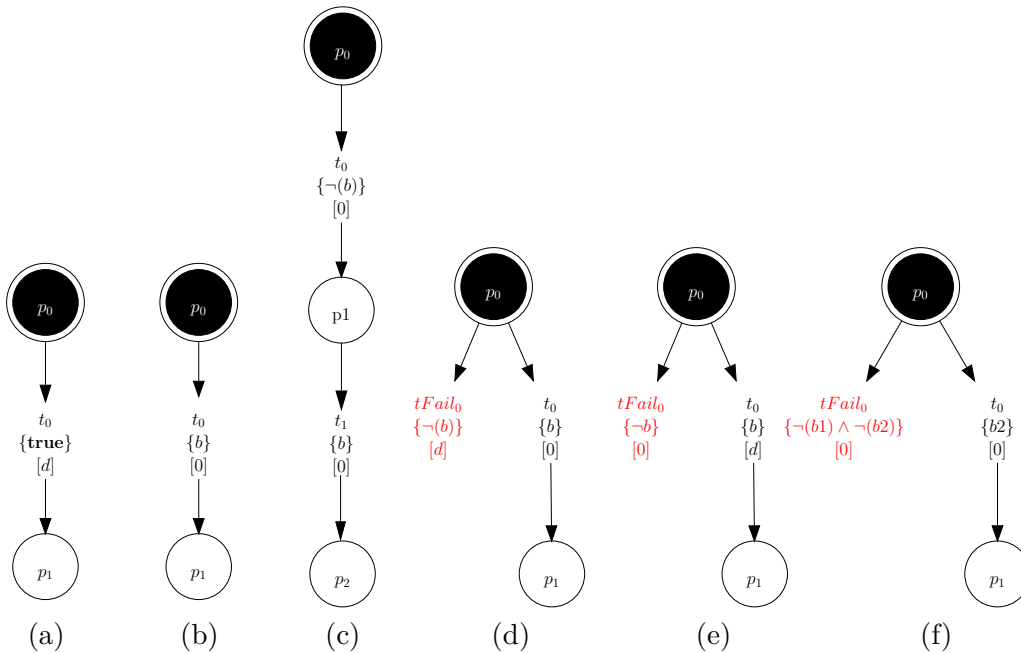 p₀
t₀
{true}
[d]
p₁
(a)
p₀
t₀
{b}
[0]
p₁
(b)
p₀
t₀
{¬(b)}
[0]
p1
t₁
{b}
[0]
p₂
(c)
p₀
tFail₀
{¬(b)}
[d]
t₀
{b}
[0]
p₁
(d)
p₀
tFail₀
{¬b}
[0]
t₀
{b}
[d]
p₁
(e)
p₀
tFail₀
{¬(b1) ∧ ¬(b2)}
[0]
t₀
{b2}
[0]
p₁
(f)